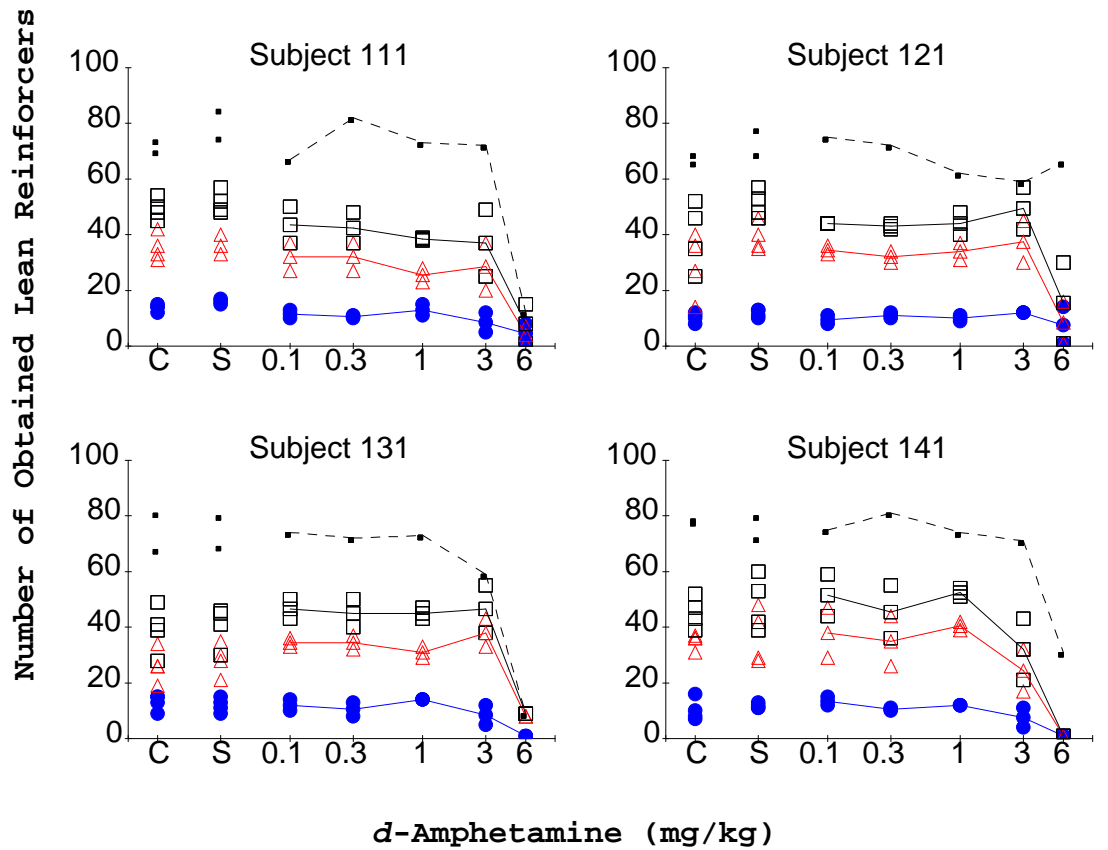 Number of Obtained Lean Reinforcers
Subject 111
100
80
60
40
20
0
C S 0.1 0.3 1 3 6
Subject 121
100
80
60
40
20
0
C S 0.1 0.3 1 3 6
Subject 131
100
80
60
40
20
0
C S 0.1 0.3 1 3 6
Subject 141
100
80
60
40
20
0
C S 0.1 0.3 1 3 6
d-Amphetamine (mg/kg)